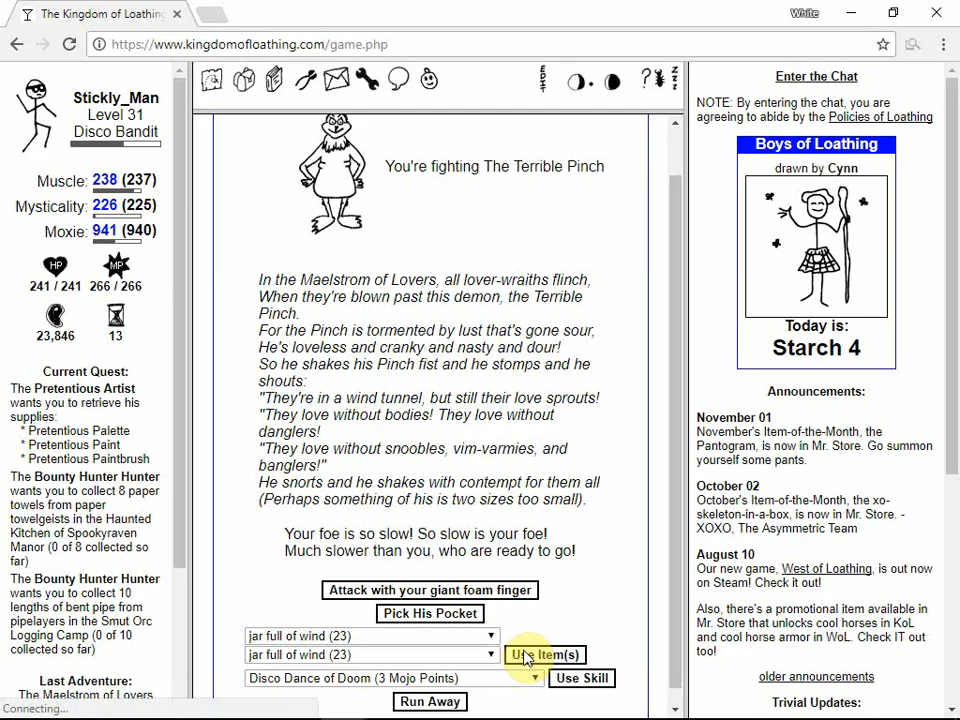 The Kingdom of Loathin
White
https://www.kingdomofloathing.com/game.php
Stickly_Man
Level 31
Disco Bandit
Muscle: 238 (237)
Mysticality: 226 (225)
Moxie: 941 (940)
HP
MP
241 / 241 266 / 266
23,846 13
Current Quest:
The Pretentious Artist
wants you to retrieve his
supplies:
* Pretentious Palette
* Pretentious Paint
* Pretentious Paintbrush
The Bounty Hunter Hunter
wants you to collect 8 paper
towels from paper
towelgeists in the Haunted
Kitchen of Spookyraven
Manor (0 of 8 collected so
far)
The Bounty Hunter Hunter
wants you to collect 10
lengths of bent pipe from
pipelayers in the Smut Orc
Logging Camp (0 of 10
collected so far)
Last Adventure:
The Maelstrom of Lovers
Connecting...
EDIT
? Z Z Z
You're fighting The Terrible Pinch
In the Maelstrom of Lovers, all lover-wraiths flinch,
When they're blown past this demon, the Terrible
Pinch.
For the Pinch is tormented by lust that's gone sour,
He's loveless and cranky and nasty and dour!
So he shakes his Pinch fist and he stomps and he
shouts:
"They're in a wind tunnel, but still their love sprouts!
"They love without bodies! They love without
danglers!
"They love without snoobles, vim-varmies, and
banglers!"
He snorts and he shakes with contempt for them all
(Perhaps something of his is two sizes too small).
Your foe is so slow! So slow is your foe!
Much slower than you, who are ready to go!
Attack with your giant foam finger
Pick His Pocket
jar full of wind (23)
jar full of wind (23) Use Item(s)
Disco Dance of Doom (3 Mojo Points) Use Skill
Run Away
Enter the Chat
NOTE: By entering the chat, you are
agreeing to abide by the Policies of Loathing
Boys of Loathing
drawn by Cynn
Today is:
Starch 4
Announcements:
November 01
November's Item-of-the-Month, the
Pantogram, is now in Mr. Store. Go summon
yourself some pants.
October 02
October's Item-of-the-Month, the xo-
skeleton-in-a-box, is now in Mr. Store. -
XOXO, The Asymmetric Team
August 10
Our new game, West of Loathing, is out now
on Steam! Check it out!
Also, there's a promotional item available in
Mr. Store that unlocks cool horses in KoL
and cool horse armor in WoL. Check IT out
too!
older announcements
Trivial Updates: